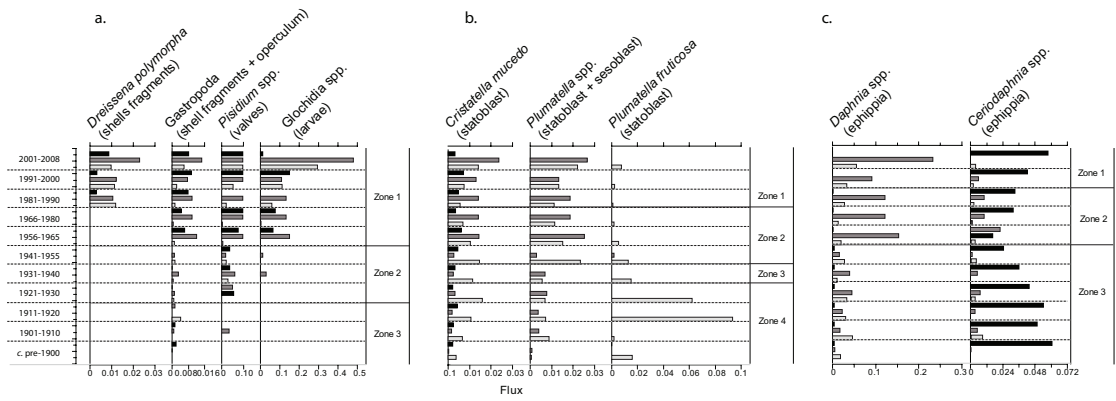 a.
Dreissena polymorpha
(shells fragments)
Gastropoda
(shell fragments + operculum)
Pisidium spp.
(valves)
Glochidia spp.
(larvae)
2001-2008
1991-2000
1981-1990
1966-1980
1956-1965
1941-1955
1931-1940
1921-1930
1911-1920
1901-1910
c. pre-1900
Zone 1
Zone 2
Zone 3
0 0.01 0.02 0.03
0 0.008 0.016
0 0.10
0 0.1 0.2 0.3 0.4 0.5
b.
Cristatella mucedo
(statoblast)
Plumatella spp.
(statoblast + sesoblast)
Plumatella fruticosa
(statoblast)
Zone 1
Zone 2
Zone 3
Zone 4
0.1 0.01 0.02 0.03
0 0.01 0.02 0.03
0 0.02 0.04 0.06 0.08 0.1
Flux
c.
Daphnia spp.
(ephippia)
Ceriodaphnia spp.
(ephippia)
Zone 1
Zone 2
Zone 3
0 0.1 0.2 0.3
0 0.024 0.048 0.072